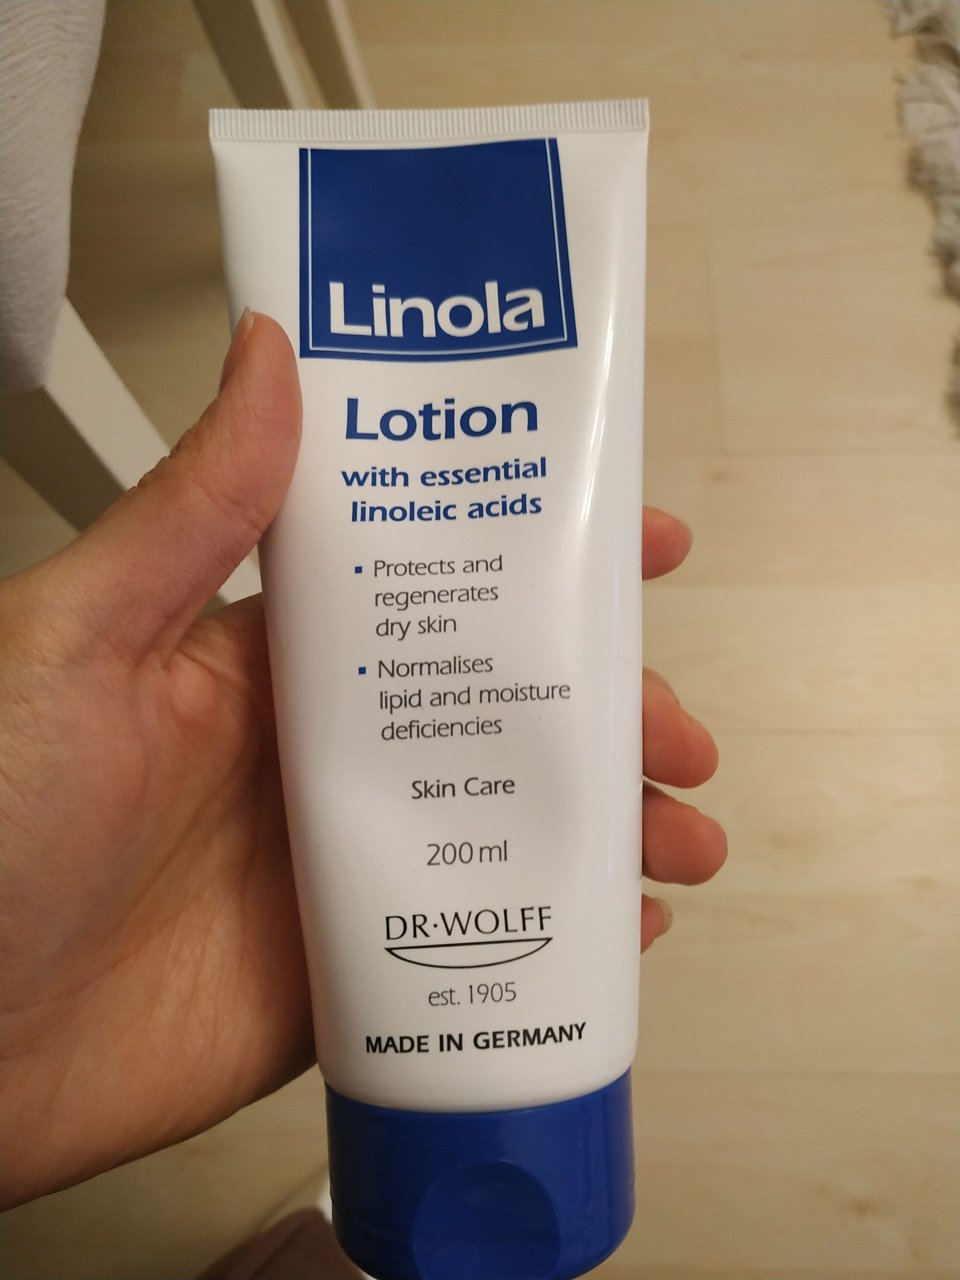 Linola
Lotion
with essential
linoleic acids
▪ Protects and
regenerates
dry skin
▪ Normalises
lipid and moisture
deficiencies
Skin Care
200 ml
DR·WOLFF
est. 1905
MADE IN GERMANY